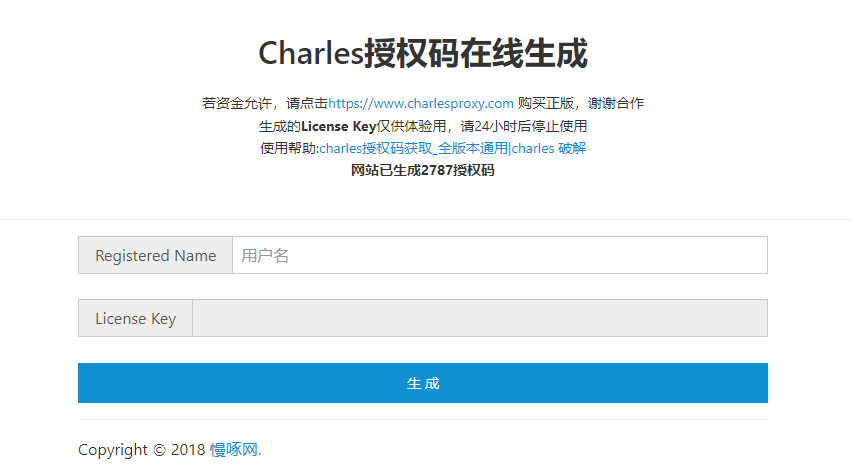 Charles授权码在线生成
若资金允许，请点击https://www.charlesproxy.com 购买正版，谢谢合作
生成的License Key仅供体验用，请24小时后停止使用
使用帮助:charles授权码获取_全版本通用|charles 破解
网站已生成2787授权码
Registered Name 用户名
License Key
生成
Copyright © 2018 慢啄网.